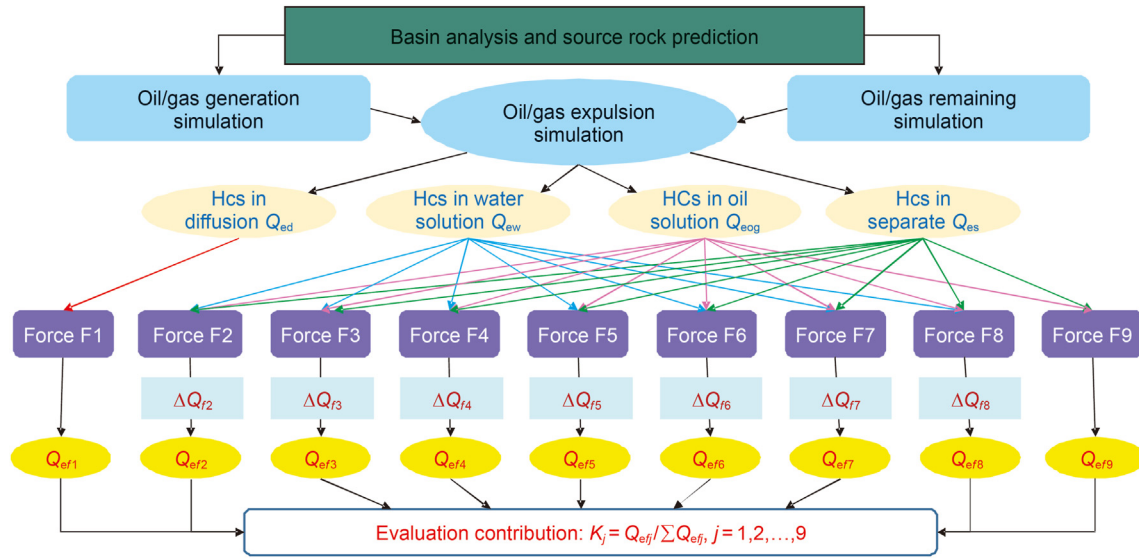 Basin analysis and source rock prediction
Oil/gas generation
simulation
Oil/gas expulsion
simulation
Oil/gas remaining
simulation
Hcs in
diffusion Qed
Hcs in water
solution Qew
HCs in oil
solution Qeog
Hcs in
separate Qes
Force F1
Force F2
Force F3
Force F4
Force F5
Force F6
Force F7
Force F8
Force F9
ΔQf2
ΔQf3
ΔQf4
ΔQf5
ΔQf6
ΔQf7
ΔQf8
Qef1
Qef2
Qef3
Qef4
Qef5
Qef6
Qef7
Qef8
Qef9
Evaluation contribution: Kj = Qefj/∑Qefj, j = 1,2,…,9